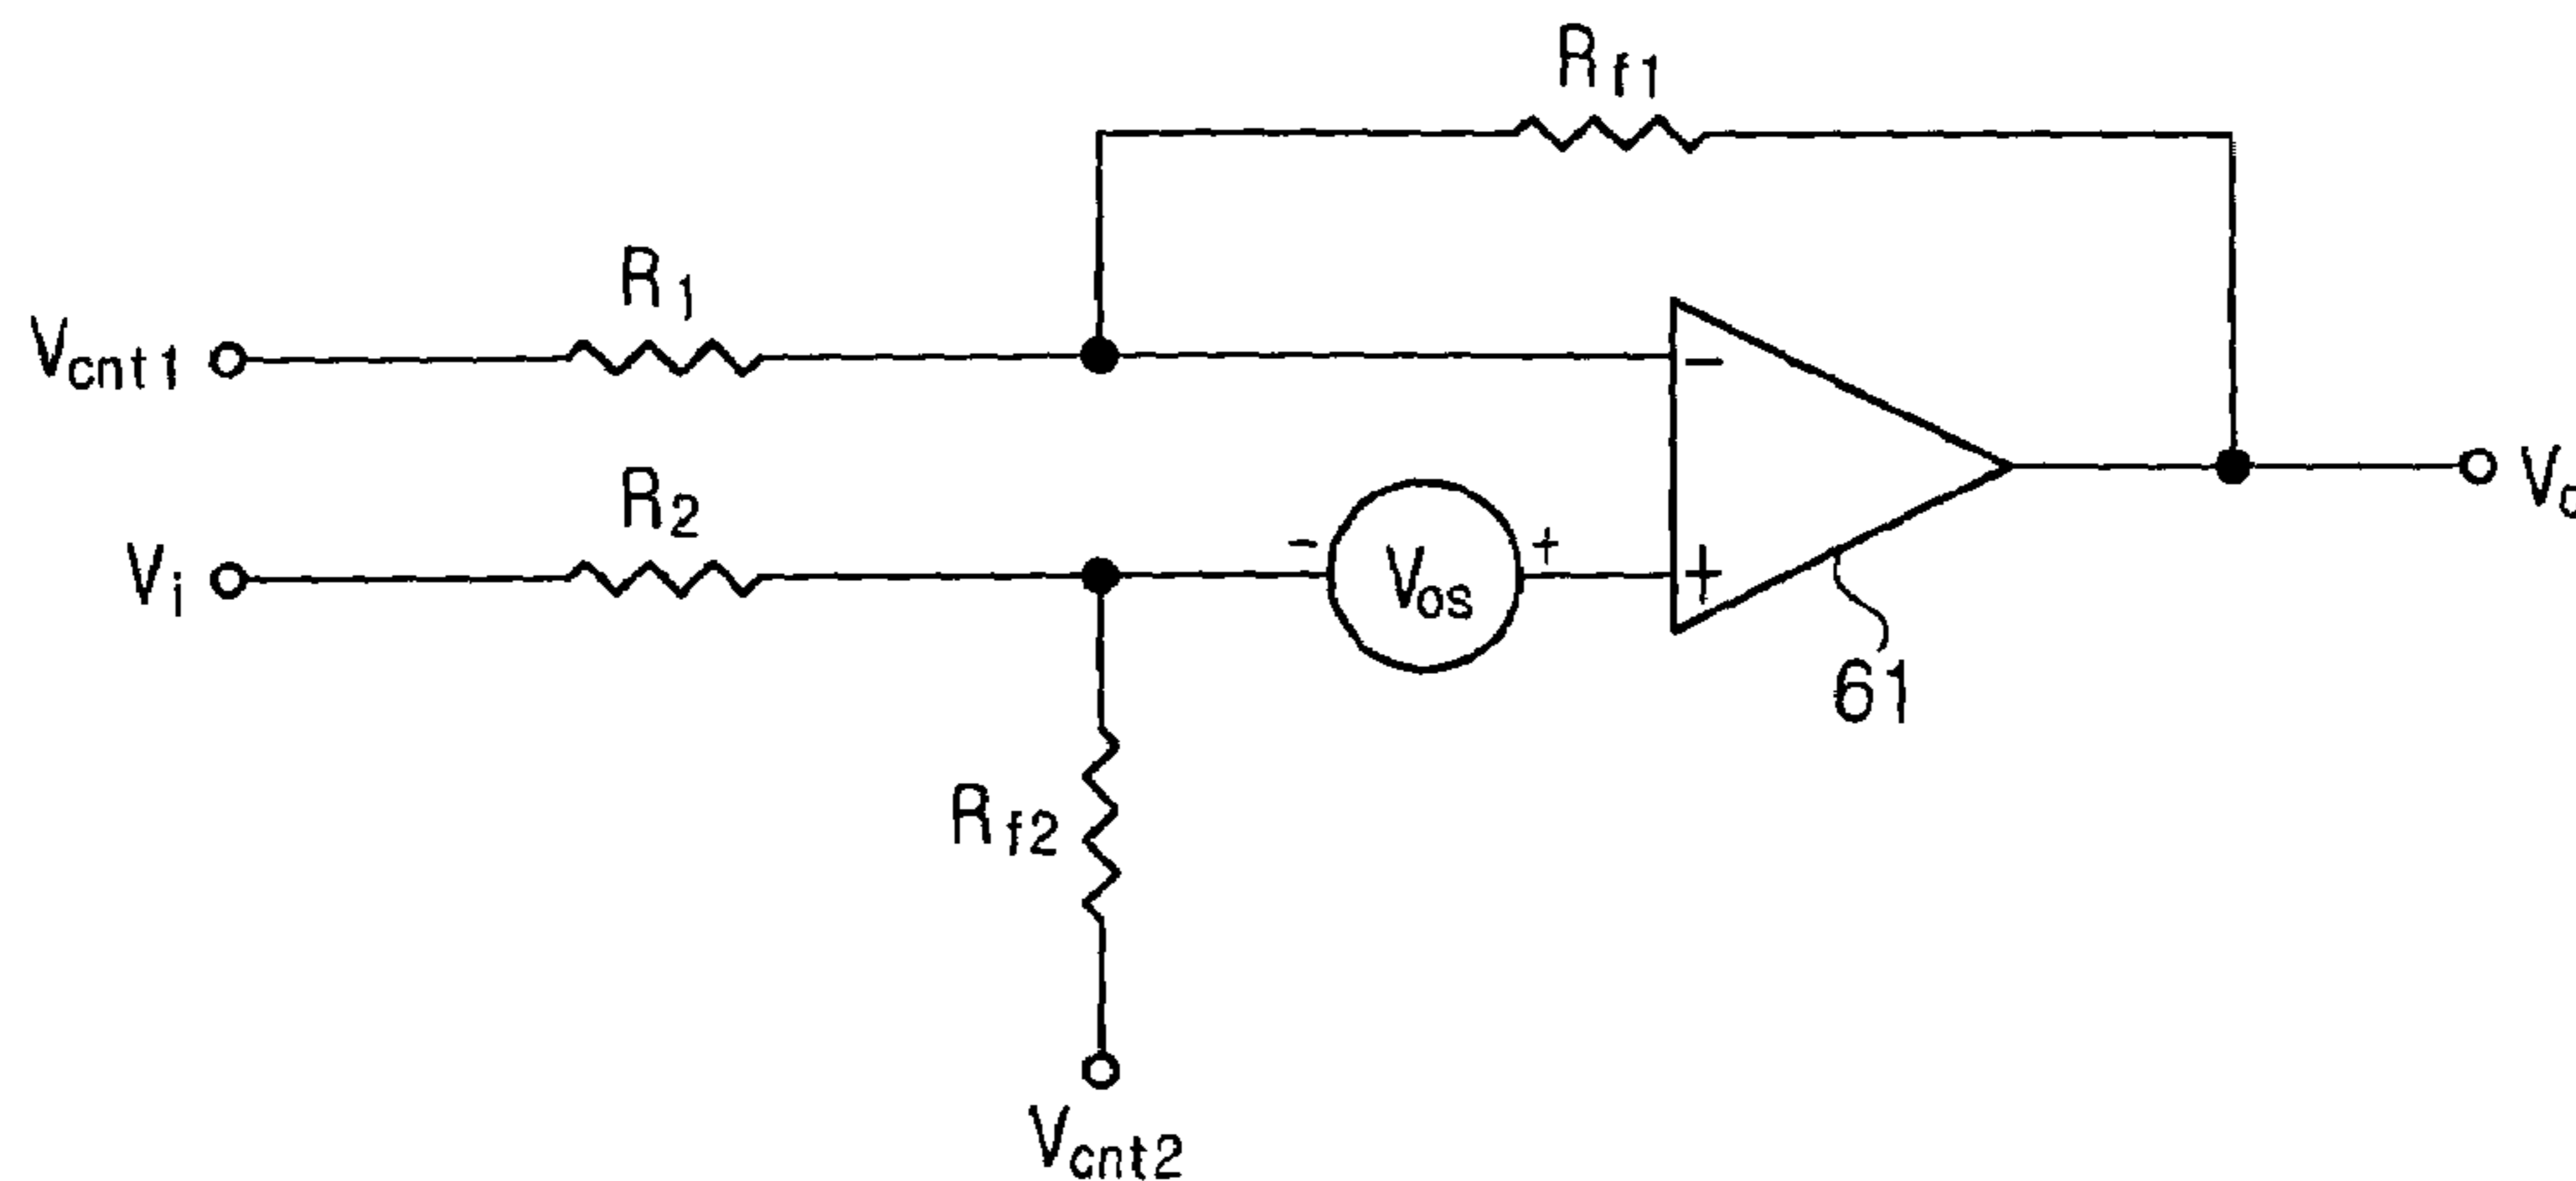 Rf1
R1
Vcnt1
-
R2
Vi
- Vos +
+
61
Rf2
Vcnt2